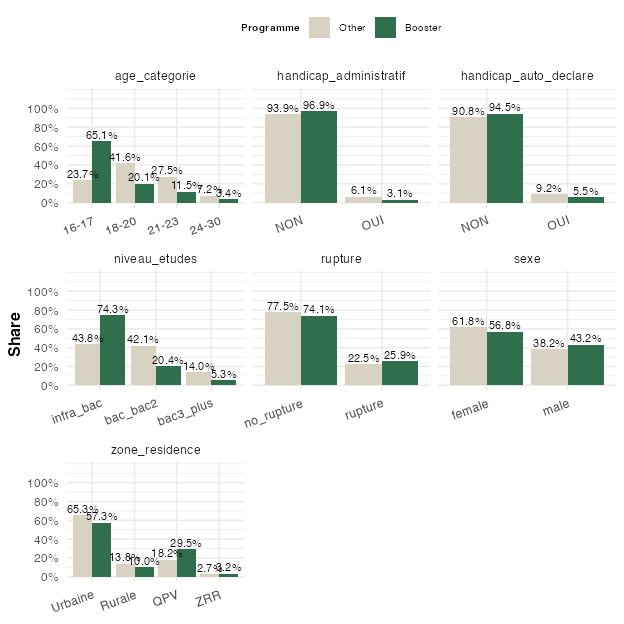 Programme Other Booster
age_categorie handicap_administratif handicap_auto_declare
100%
80%
60%
40%
20%
0%
23.7% 65.1% 41.6% 20.1% 27.5% 11.5% 7.2% 3.4%
93.9% 96.9% 6.1% 3.1%
90.8% 94.5% 9.2% 5.5%
16-17 18-20 21-23 24-30
NON OUI
NON OUI
niveau_etudes rupture sexe
100%
80%
60%
40%
20%
0%
43.8% 74.3% 42.1% 20.4% 14.0% 5.3%
77.5% 74.1% 22.5% 25.9%
61.8% 56.8% 38.2% 43.2%
infra_bac bac_bac2 bac3_plus
no_rupture rupture
female male
Share
zone_residence
100%
80%
60%
40%
20%
0%
65.3% 57.3% 13.8% 10.0% 18.2% 29.5% 2.7% 3.2%
Urbaine Rurale QPV ZRR